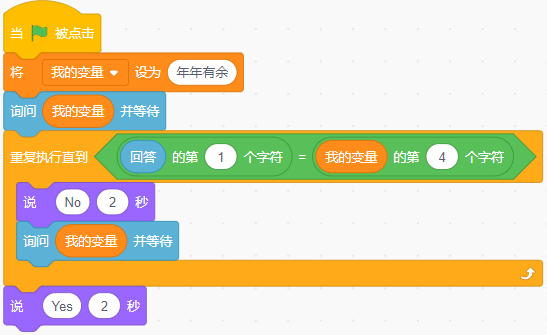 当 被点击
将 我的变量 设为 年年有余
询问 我的变量 并等待
重复执行直到 回答 的第 1 个字符 = 我的变量 的第 4 个字符
说 No 2 秒
询问 我的变量 并等待
说 Yes 2 秒